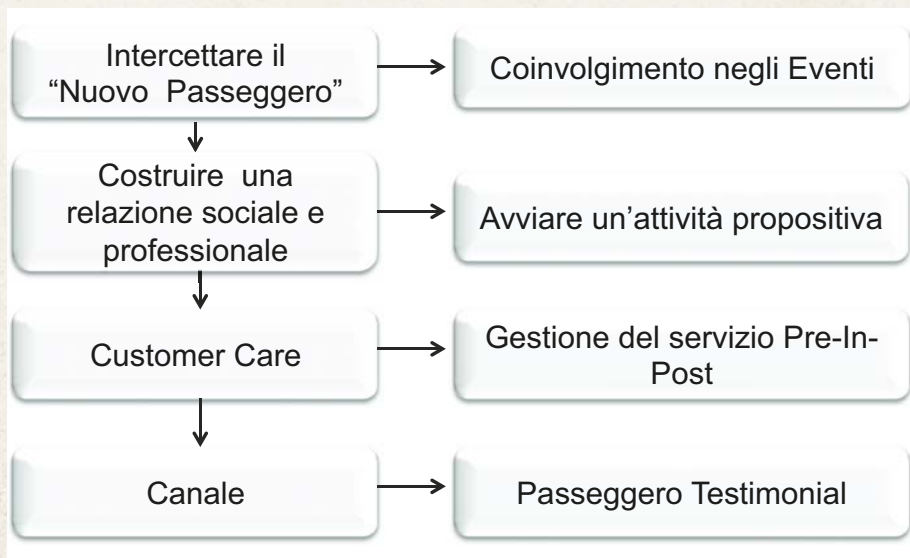 Intercettare il
“Nuovo Passeggero”
Coinvolgimento negli Eventi
Costruire una
relazione sociale e
professionale
Avviare un’attività propositiva
Customer Care
Gestione del servizio Pre-In-
Post
Canale
Passeggero Testimonial